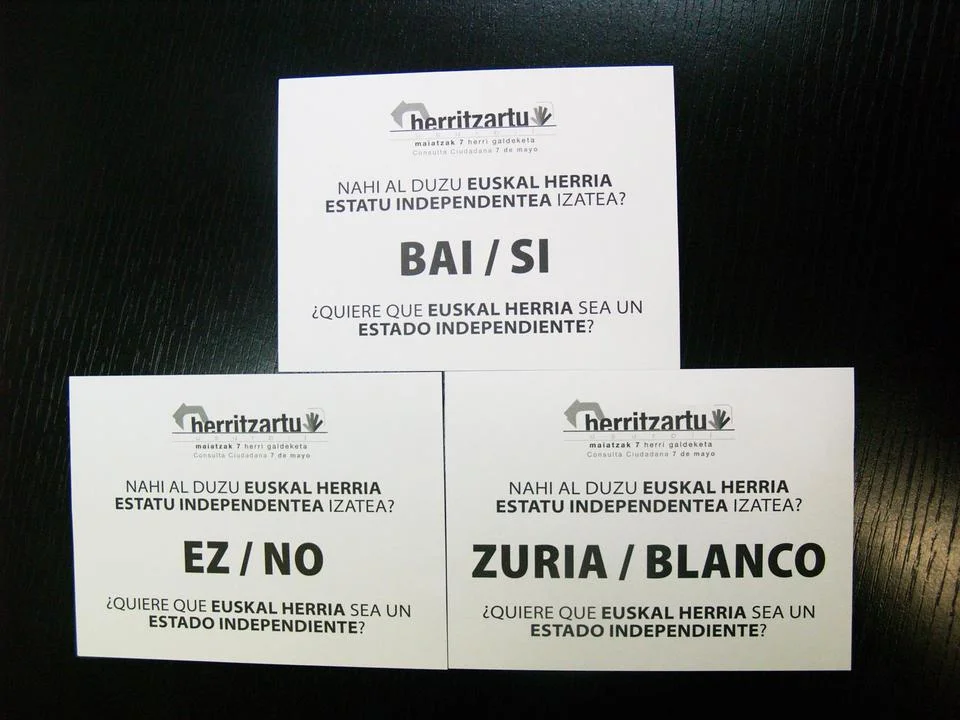 herritzartu
usurbil
maiatzak 7 herri galdeketa
Consulta Ciudadana 7 de mayo
NAHI AL DUZU EUSKAL HERRIA
ESTATU INDEPENDENTEA IZATEA?
BAI / SI
¿QUIERE QUE EUSKAL HERRIA SEA UN
ESTADO INDEPENDIENTE?
herritzartu
usurbil
maiatzak 7 herri galdeketa
Consulta Ciudadana 7 de mayo
NAHI AL DUZU EUSKAL HERRIA
ESTATU INDEPENDENTEA IZATEA?
EZ / NO
¿QUIERE QUE EUSKAL HERRIA SEA UN
ESTADO INDEPENDIENTE?
herritzartu
usurbil
maiatzak 7 herri galdeketa
Consulta Ciudadana 7 de mayo
NAHI AL DUZU EUSKAL HERRIA
ESTATU INDEPENDENTEA IZATEA?
ZURIA / BLANCO
¿QUIERE QUE EUSKAL HERRIA SEA UN
ESTADO INDEPENDIENTE?